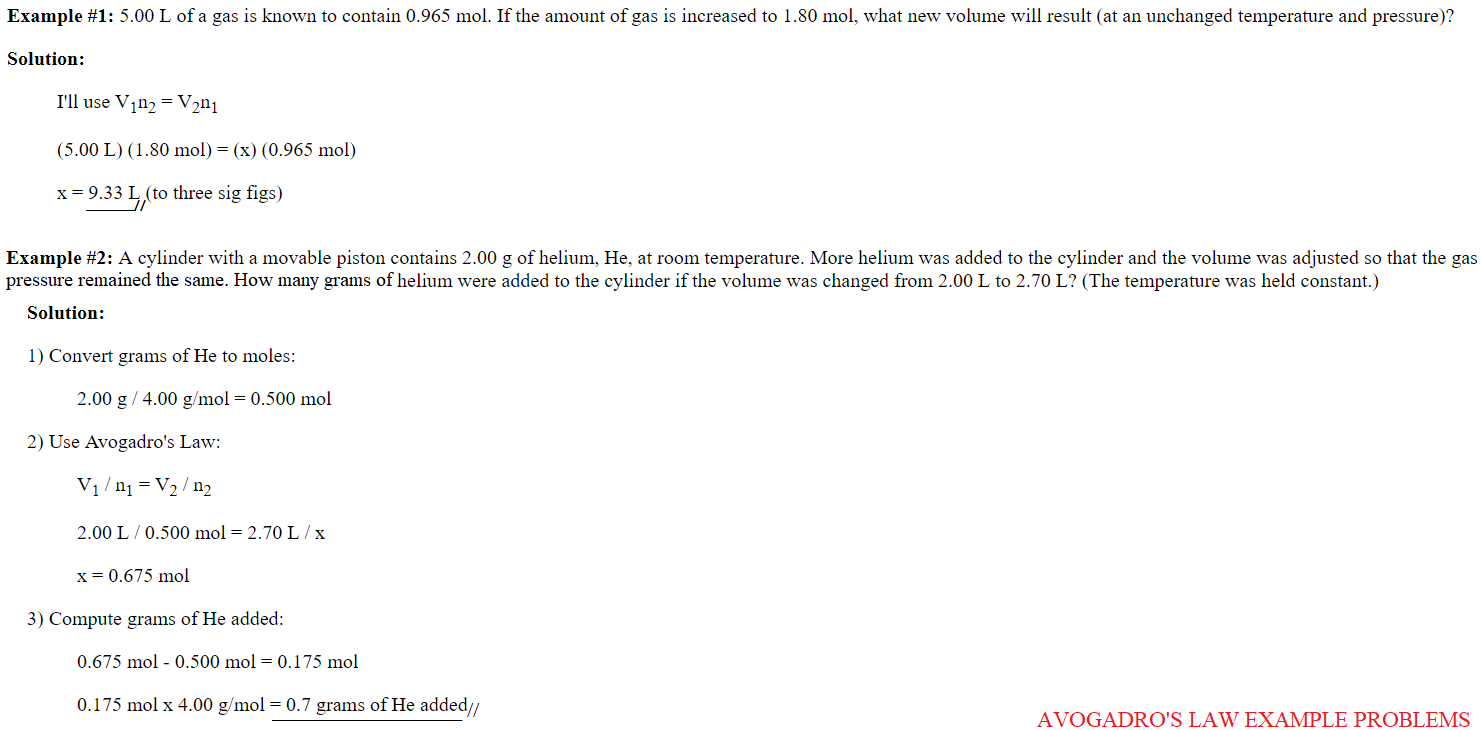 Example #1: 5.00 L of a gas is known to contain 0.965 mol. If the amount of gas is increased to 1.80 mol, what new volume will result (at an unchanged temperature and pressure)?
Solution:
I'll use V₁n₂ = V₂n₁
(5.00 L) (1.80 mol) = (x) (0.965 mol)
x = 9.33 L (to three sig figs)
Example #2: A cylinder with a movable piston contains 2.00 g of helium, He, at room temperature. More helium was added to the cylinder and the volume was adjusted so that the gas
pressure remained the same. How many grams of helium were added to the cylinder if the volume was changed from 2.00 L to 2.70 L? (The temperature was held constant.)
Solution:
1) Convert grams of He to moles:
2.00 g / 4.00 g/mol = 0.500 mol
2) Use Avogadro's Law:
V₁ / n₁ = V₂ / n₂
2.00 L / 0.500 mol = 2.70 L / x
x = 0.675 mol
3) Compute grams of He added:
0.675 mol - 0.500 mol = 0.175 mol
0.175 mol x 4.00 g/mol = 0.7 grams of He added//
AVOGADRO'S LAW EXAMPLE PROBLEMS